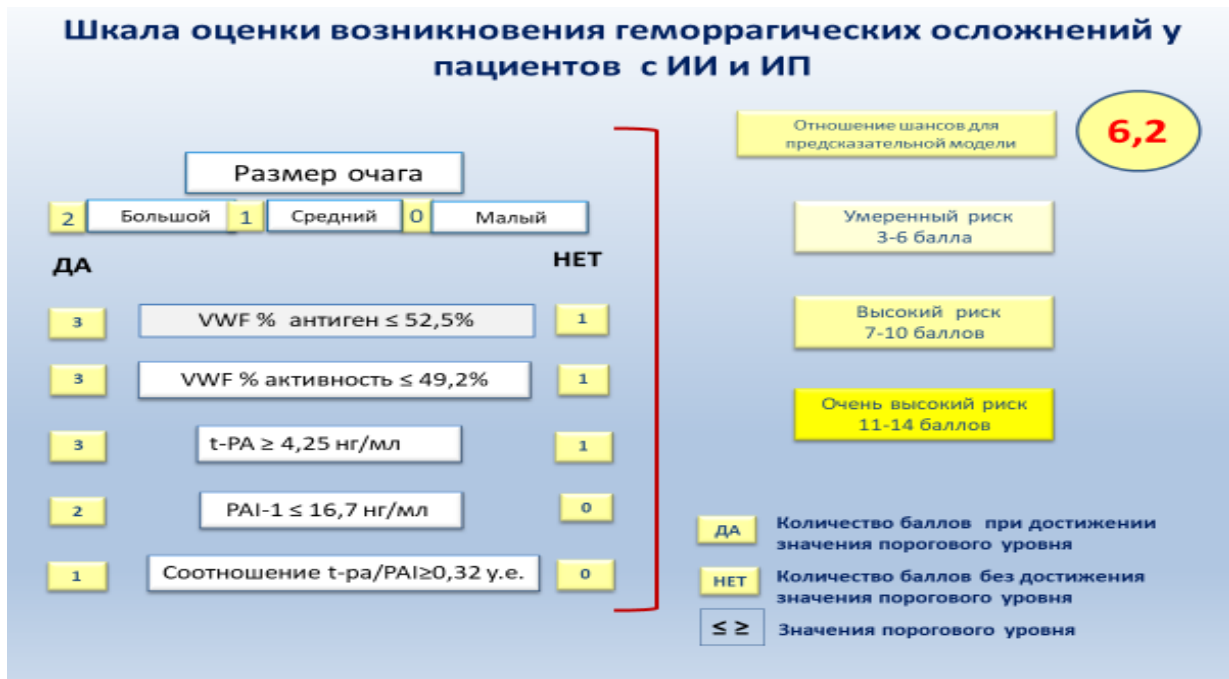 Шкала оценки возникновения геморрагических осложнений у
пациентов с ИИ и ИП
Размер очага
2 Большой 1 Средний 0 Малый
ДА НЕТ
3 VWF % антиген ≤ 52,5% 1
3 VWF % активность ≤ 49,2% 1
3 t-PA ≥ 4,25 нг/мл 1
2 PAI-1 ≤ 16,7 нг/мл 0
1 Соотношение t-pa/PAI≥0,32 у.е. 0
Отношение шансов для
предсказательной модели
6,2
Умеренный риск
3-6 балла
Высокий риск
7-10 баллов
Очень высокий риск
11-14 баллов
ДА Количество баллов при достижении
значения порогового уровня
НЕТ Количество баллов без достижения
значения порогового уровня
≤ ≥ Значения порогового уровня